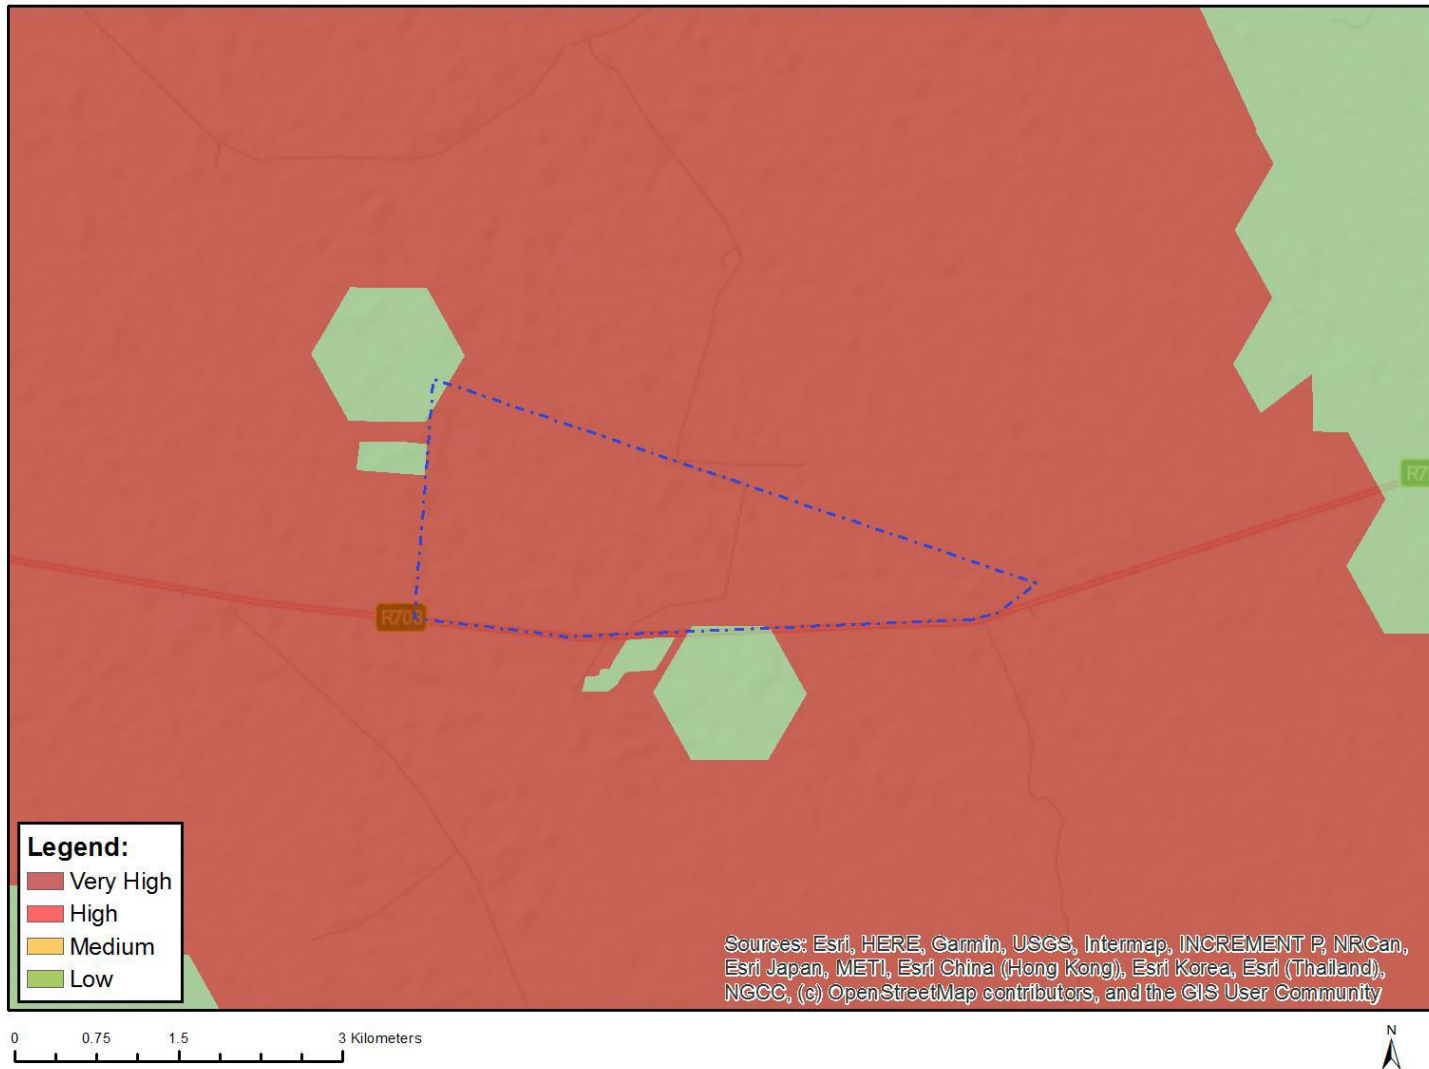 R7
R703
Legend:
Very High
High
Medium
Low
Sources: Esri, HERE, Garmin, USGS, Intermap, INCREMENT P, NRCan,
Esri Japan, METI, Esri China (Hong Kong), Esri Korea, Esri (Thailand),
NGCC, (c) OpenStreetMap contributors, and the GIS User Community
0 0.75 1.5 3 Kilometers
N